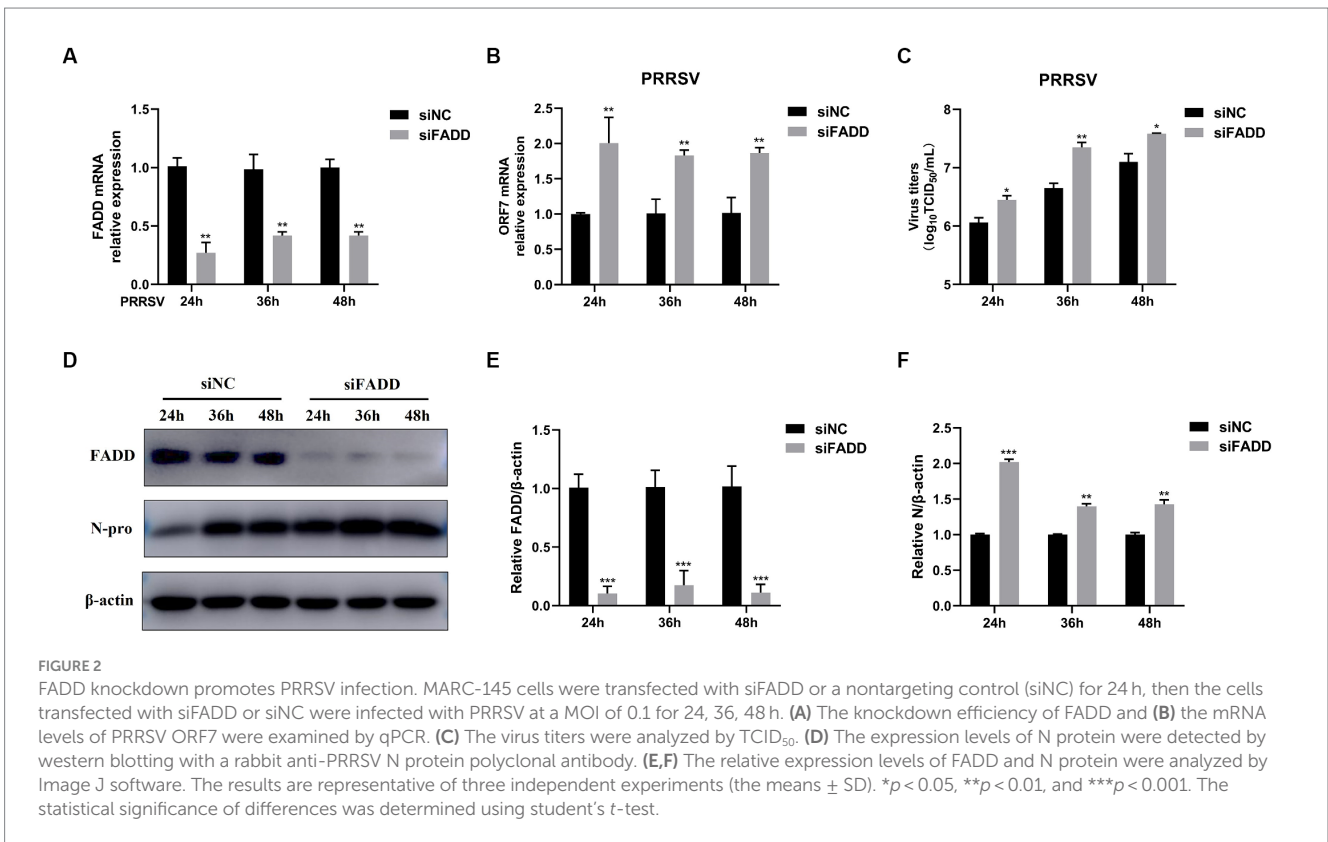 A
FADD mRNA
relative expression
1.5
1.0
0.5
0.0
** ** **
PRRSV 24h 36h 48h
siNC
siFADD
B
PRRSV
ORF7 mRNA
relative expression
2.5
2.0
1.5
1.0
0.5
0.0
** ** **
24h 36h 48h
siNC
siFADD
C
PRRSV
Virus titers
(log₁₀TCID₅₀/mL)
8
7
6
5
* ** *
24h 36h 48h
siNC
siFADD
D
siNC siFADD
24h 36h 48h 24h 36h 48h
FADD
N-pro
β-actin
E
Relative FADD/β-actin
1.5
1.0
0.5
0.0
*** *** ***
24h 36h 48h
siNC
siFADD
F
Relative N/β-actin
2.5
2.0
1.5
1.0
0.5
0.0
*** ** **
24h 36h 48h
siNC
siFADD
FIGURE 2
FADD knockdown promotes PRRSV infection. MARC-145 cells were transfected with siFADD or a nontargeting control (siNC) for 24 h, then the cells
transfected with siFADD or siNC were infected with PRRSV at a MOI of 0.1 for 24, 36, 48 h. (A) The knockdown efficiency of FADD and (B) the mRNA
levels of PRRSV ORF7 were examined by qPCR. (C) The virus titers were analyzed by TCID₅₀. (D) The expression levels of N protein were detected by
western blotting with a rabbit anti-PRRSV N protein polyclonal antibody. (E,F) The relative expression levels of FADD and N protein were analyzed by
Image J software. The results are representative of three independent experiments (the means ± SD). *p < 0.05, **p < 0.01, and ***p < 0.001. The
statistical significance of differences was determined using student’s t-test.